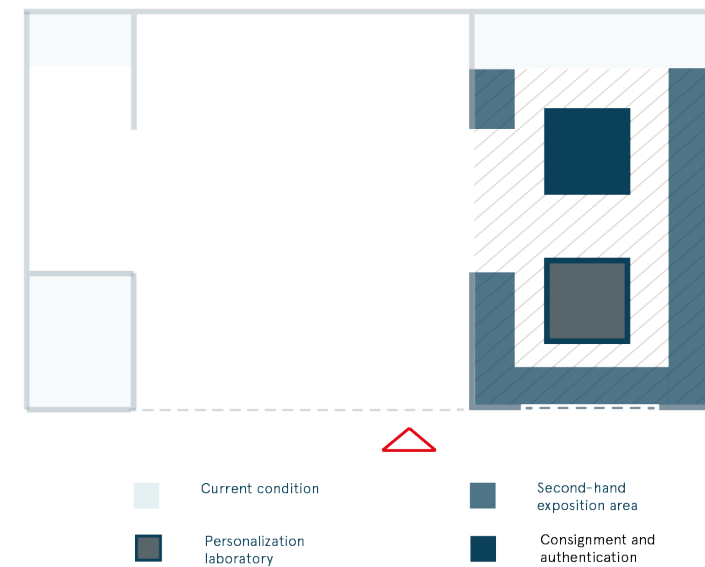 Current condition
Second-hand
exposition area
Personalization
laboratory
Consignment and
authentication